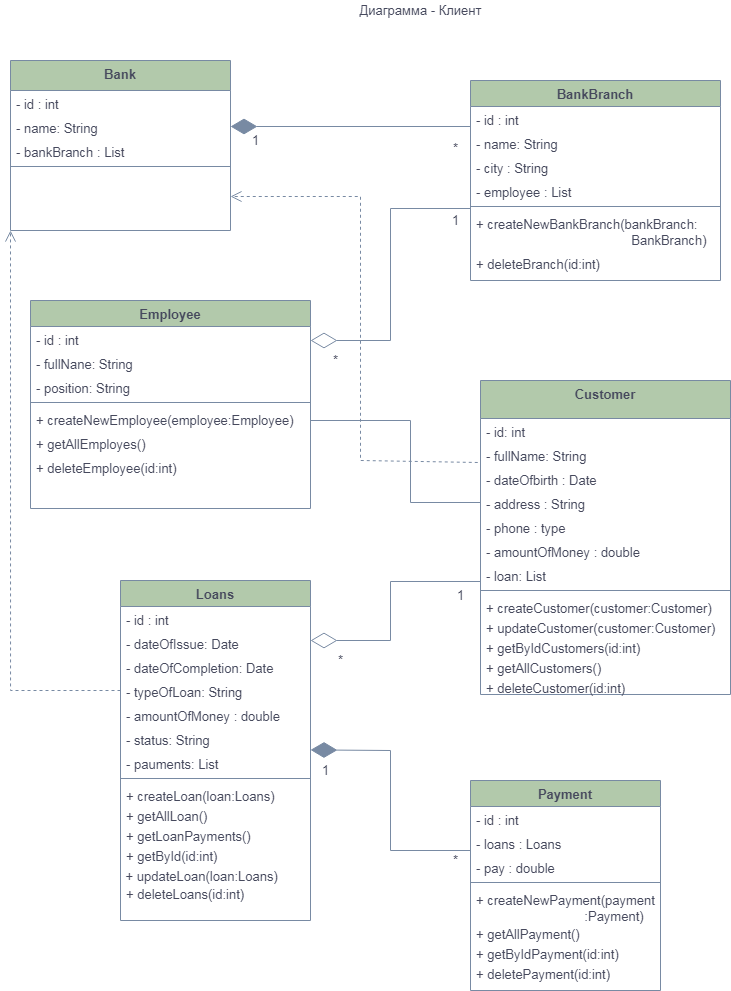 Диаграмма - Клиент
Bank
- id : int
- name: String
- bankBranch : List
1
*
BankBranch
- id : int
- name: String
- city : String
- employee : List
+ createNewBankBranch(bankBranch:
BankBranch)
+ deleteBranch(id:int)
1
*
Employee
- id : int
- fullNane: String
- position: String
+ createNewEmployee(employee:Employee)
+ getAllEmployes()
+ deleteEmployee(id:int)
Customer
- id: int
- fullName: String
- dateOfbirth : Date
- address : String
- phone : type
- amountOfMoney : double
- loan: List
+ createCustomer(customer:Customer)
+ updateCustomer(customer:Customer)
+ getByIdCustomers(id:int)
+ getAllCustomers()
+ deleteCustomer(id:int)
1
*
Loans
- id : int
- dateOfIssue: Date
- dateOfCompletion: Date
- typeOfLoan: String
- amountOfMoney : double
- status: String
- pauments: List
+ createLoan(loan:Loans)
+ getAllLoan()
+ getLoanPayments()
+ getById(id:int)
+ updateLoan(loan:Loans)
+ deleteLoans(id:int)
1
*
Payment
- id : int
- loans : Loans
- pay : double
+ createNewPayment(payment
:Payment)
+ getAllPayment()
+ getByIdPayment(id:int)
+ deletePayment(id:int)